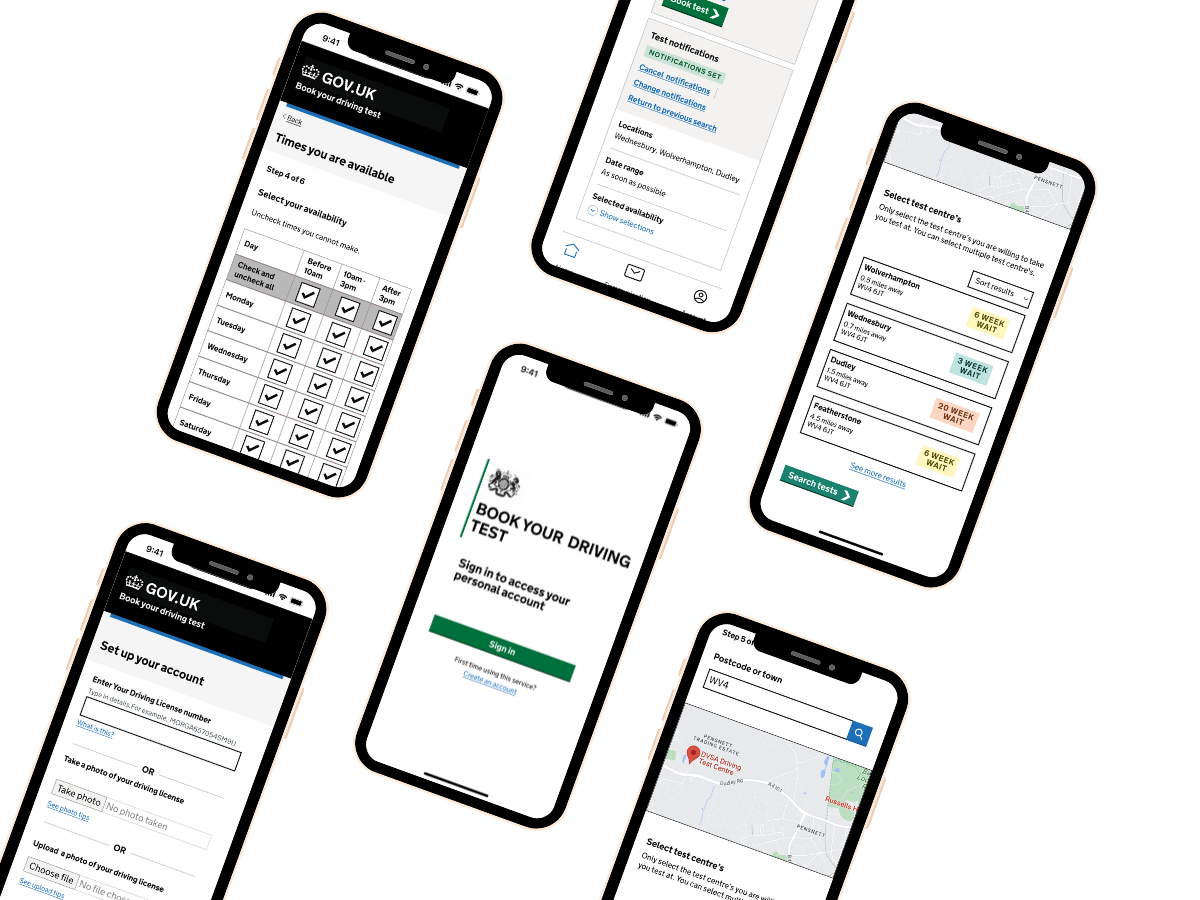 9:41
GOV.UK
Book your driving test
Back
Times you are available
Step 4 of 6
Select your availability
Uncheck times you cannot make.
Day
Before
10am
10am -
3pm
After
3pm
Check and
uncheck all
Monday
Tuesday
Wednesday
Thursday
Friday
Saturday
Book test
Test notifications
NOTIFICATIONS SET
Cancel notifications
Change notifications
Return to previous search
Locations
Wednesbury, Wolverhampton, Dudley
Date range
As soon as possible
Selected availability
Show selections
PENSNETT
Select test centre's
Only select the test centre's you are willing to take
you test at. You can select multiple test centre's.
Sort results
Wolverhampton
0.5 miles away
WV4 6JT
6 WEEK
WAIT
Wednesbury
0.7 miles away
WV4 6JT
3 WEEK
WAIT
Dudley
1.5 miles away
WV4 6JT
20 WEEK
WAIT
Featherstone
4.5 miles away
WV4 6JT
6 WEEK
WAIT
See more results
Search tests
9:41
BOOK YOUR DRIVING
TEST
Sign in to access your
personal account
Sign in
First time using this service?
Create an account
9:41
GOV.UK
Book your driving test
Set up your account
Enter Your Driving License number
Type in details.For example, MORGA657054SM9IJ
What is this?
OR
Take a photo of your driving license
Take photo
No photo taken
See photo tips
OR
Upload a photo of your driving license
Choose file
No file chos
See upload tips
Step 5 of
Postcode or town
WV4
PENSNETT
TRADING ESTATE
DVSA Driving
Test Centre
Dudley Rd
A4101
Russells H
PENSNETT
Select test centre's
Only select the test centre's you are wil
you test at. You can select multiple tes